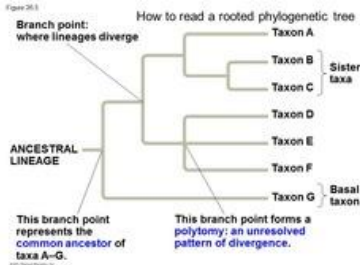 Figure 26.5
How to read a rooted phylogenetic tree
Branch point:
where lineages diverge
Taxon A
Taxon B
Taxon C
Sister
taxa
Taxon D
Taxon E
Taxon F
ANCESTRAL
LINEAGE
Taxon G
Basal
taxon
This branch point
represents the
common ancestor of
taxa A–G.
This branch point forms a
polytomy: an unresolved
pattern of divergence.